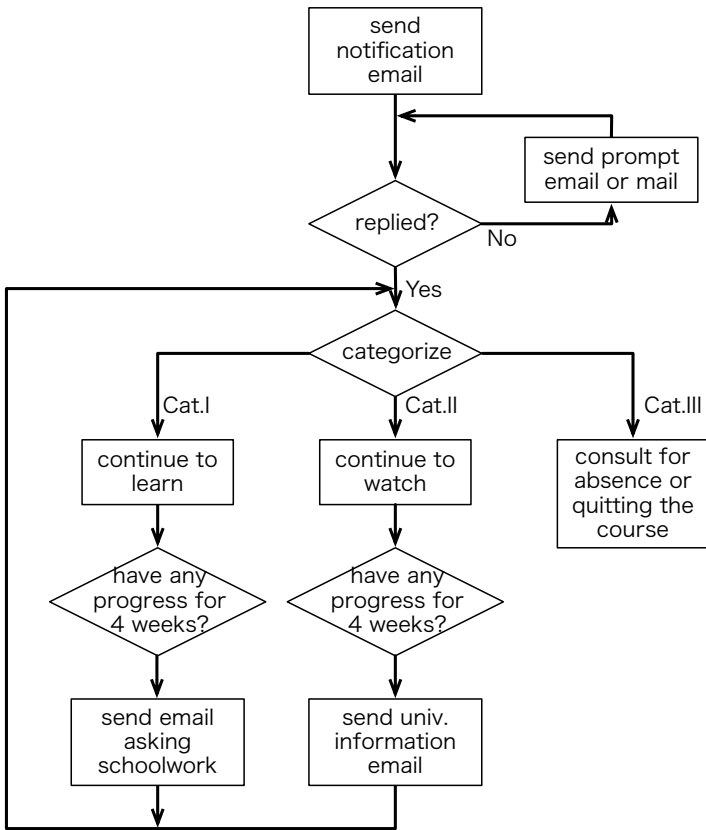 send
notification
email
send prompt
email or mail
replied?
No
Yes
categorize
Cat.I
Cat.II
Cat.III
continue to
learn
continue to
watch
consult for
absence or
quitting the
course
have any
progress for
4 weeks?
have any
progress for
4 weeks?
send email
asking
schoolwork
send univ.
information
email